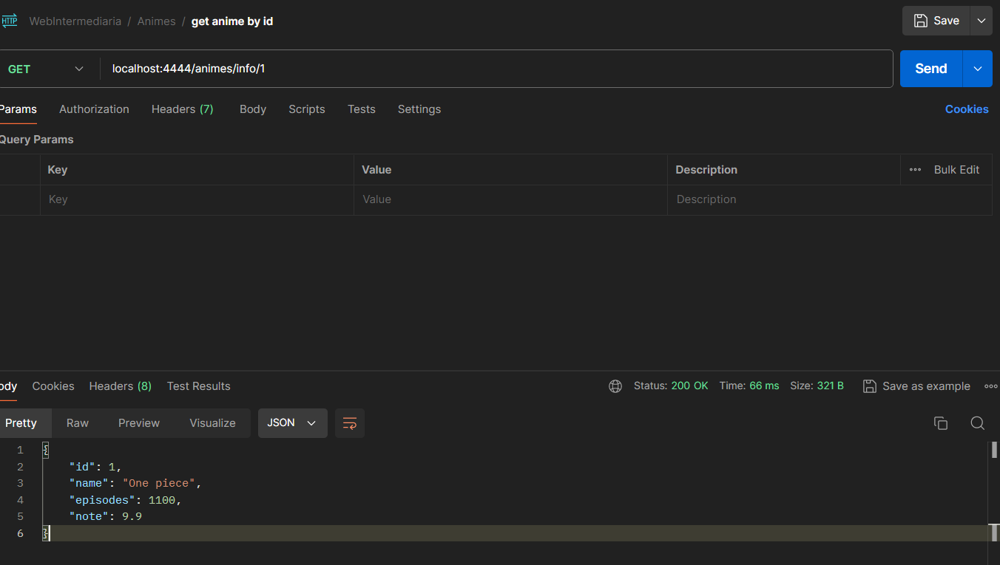 HTTP WebIntermediaria / Animes / get anime by id Save
GET localhost:4444/animes/info/1 Send
Params Authorization Headers (7) Body Scripts Tests Settings Cookies
Query Params
Key Value Description Bulk Edit
Key Value Description
ody Cookies Headers (8) Test Results Status: 200 OK Time: 66 ms Size: 321 B Save as example
Pretty Raw Preview Visualize JSON
1 {
2 "id": 1,
3 "name": "One piece",
4 "episodes": 1100,
5 "note": 9.9
6 }